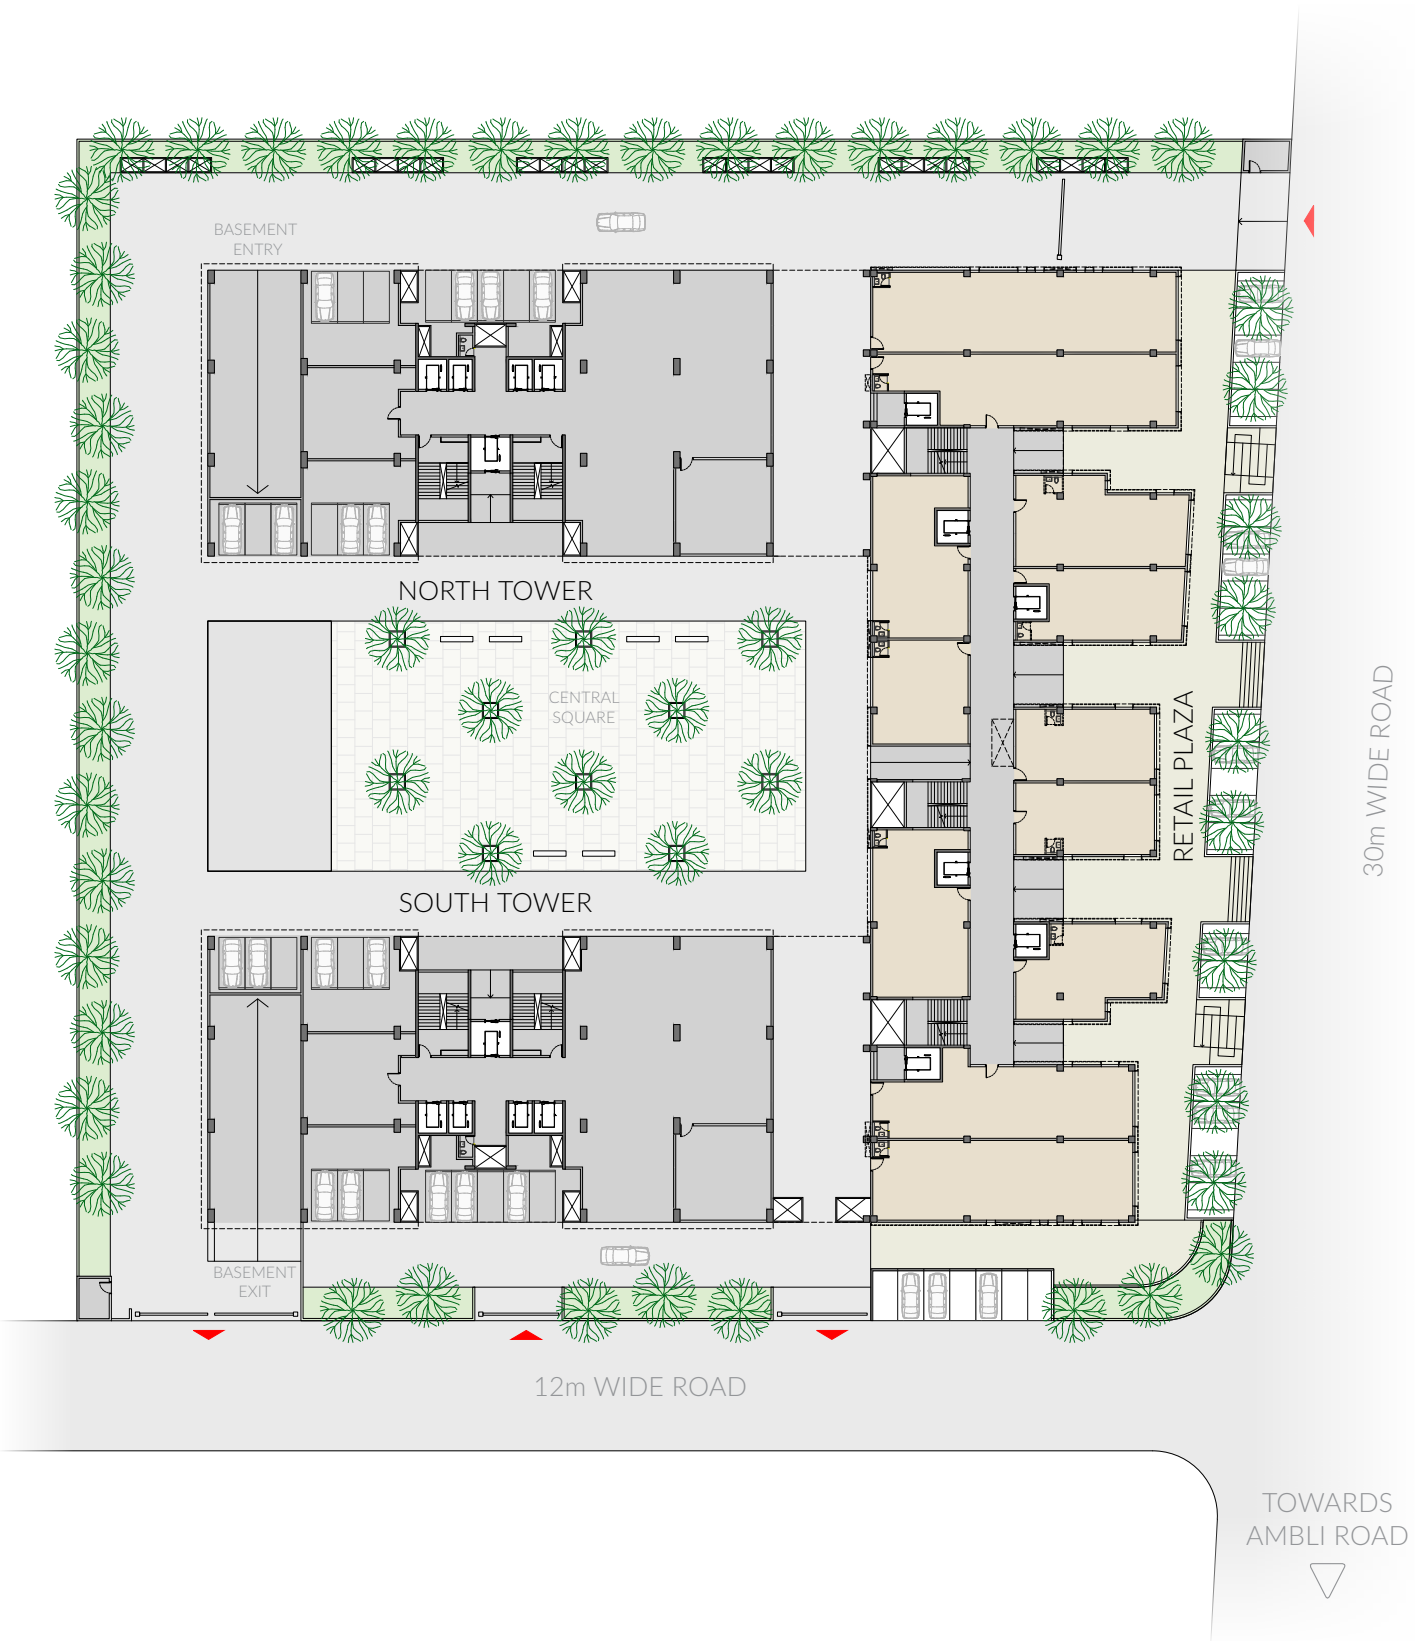 BASEMENT
ENTRY
NORTH TOWER
CENTRAL
SQUARE
RETAIL PLAZA
30m WIDE ROAD
SOUTH TOWER
BASEMENT
EXIT
12m WIDE ROAD
TOWARDS
AMBLI ROAD